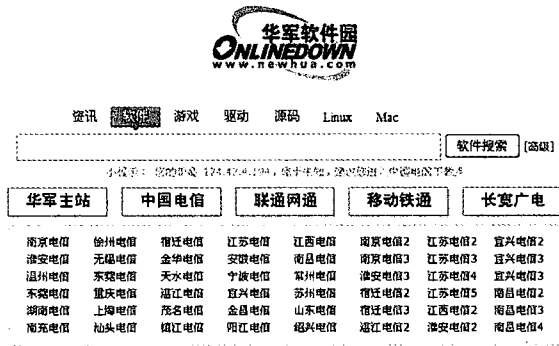 华军软件园
ONLINEDOWN
www.newhua.com
资讯 游戏 驱动 源码 Linux Mac
软件搜索 [高级]
华军主站 中国电信 联通网通 移动铁通 长宽广电
南京电信 徐州电信 宿迁电信 江苏电信 江西电信 南京电信2 江苏电信2 宜兴电信2
淮安电信 无锡电信 金华电信 安徽电信 南昌电信 南京电信3 江苏电信3 宜兴电信3
温州电信 东莞电信 天水电信 宁波电信 常州电信 淮安电信3 江苏电信4 宜兴电信3
东莞电信 重庆电信 湛江电信 宜兴电信 苏州电信 宿迁电信2 江苏电信5 南昌电信2
湖南电信 上海电信 茂名电信 金昌电信 山东电信 宿迁电信3 江西电信2 南昌电信3
南充电信 汕头电信 镇江电信 阳江电信 绍兴电信 湛江电信2 淮安电信2 南昌电信4